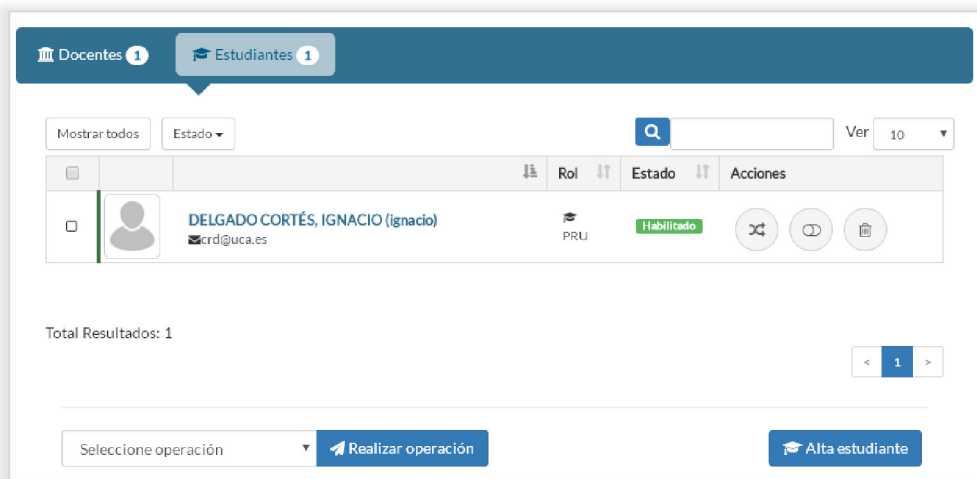 Docentes 1 Estudiantes 1
Mostrar todos Estado Ver 10
Rol Estado Acciones
DELGADO CORTÉS, IGNACIO (ignacio)
crd@uca.es
PRU
Habilitado
Total Resultados: 1
< 1 >
Seleccione operación Realizar operación Alta estudiante